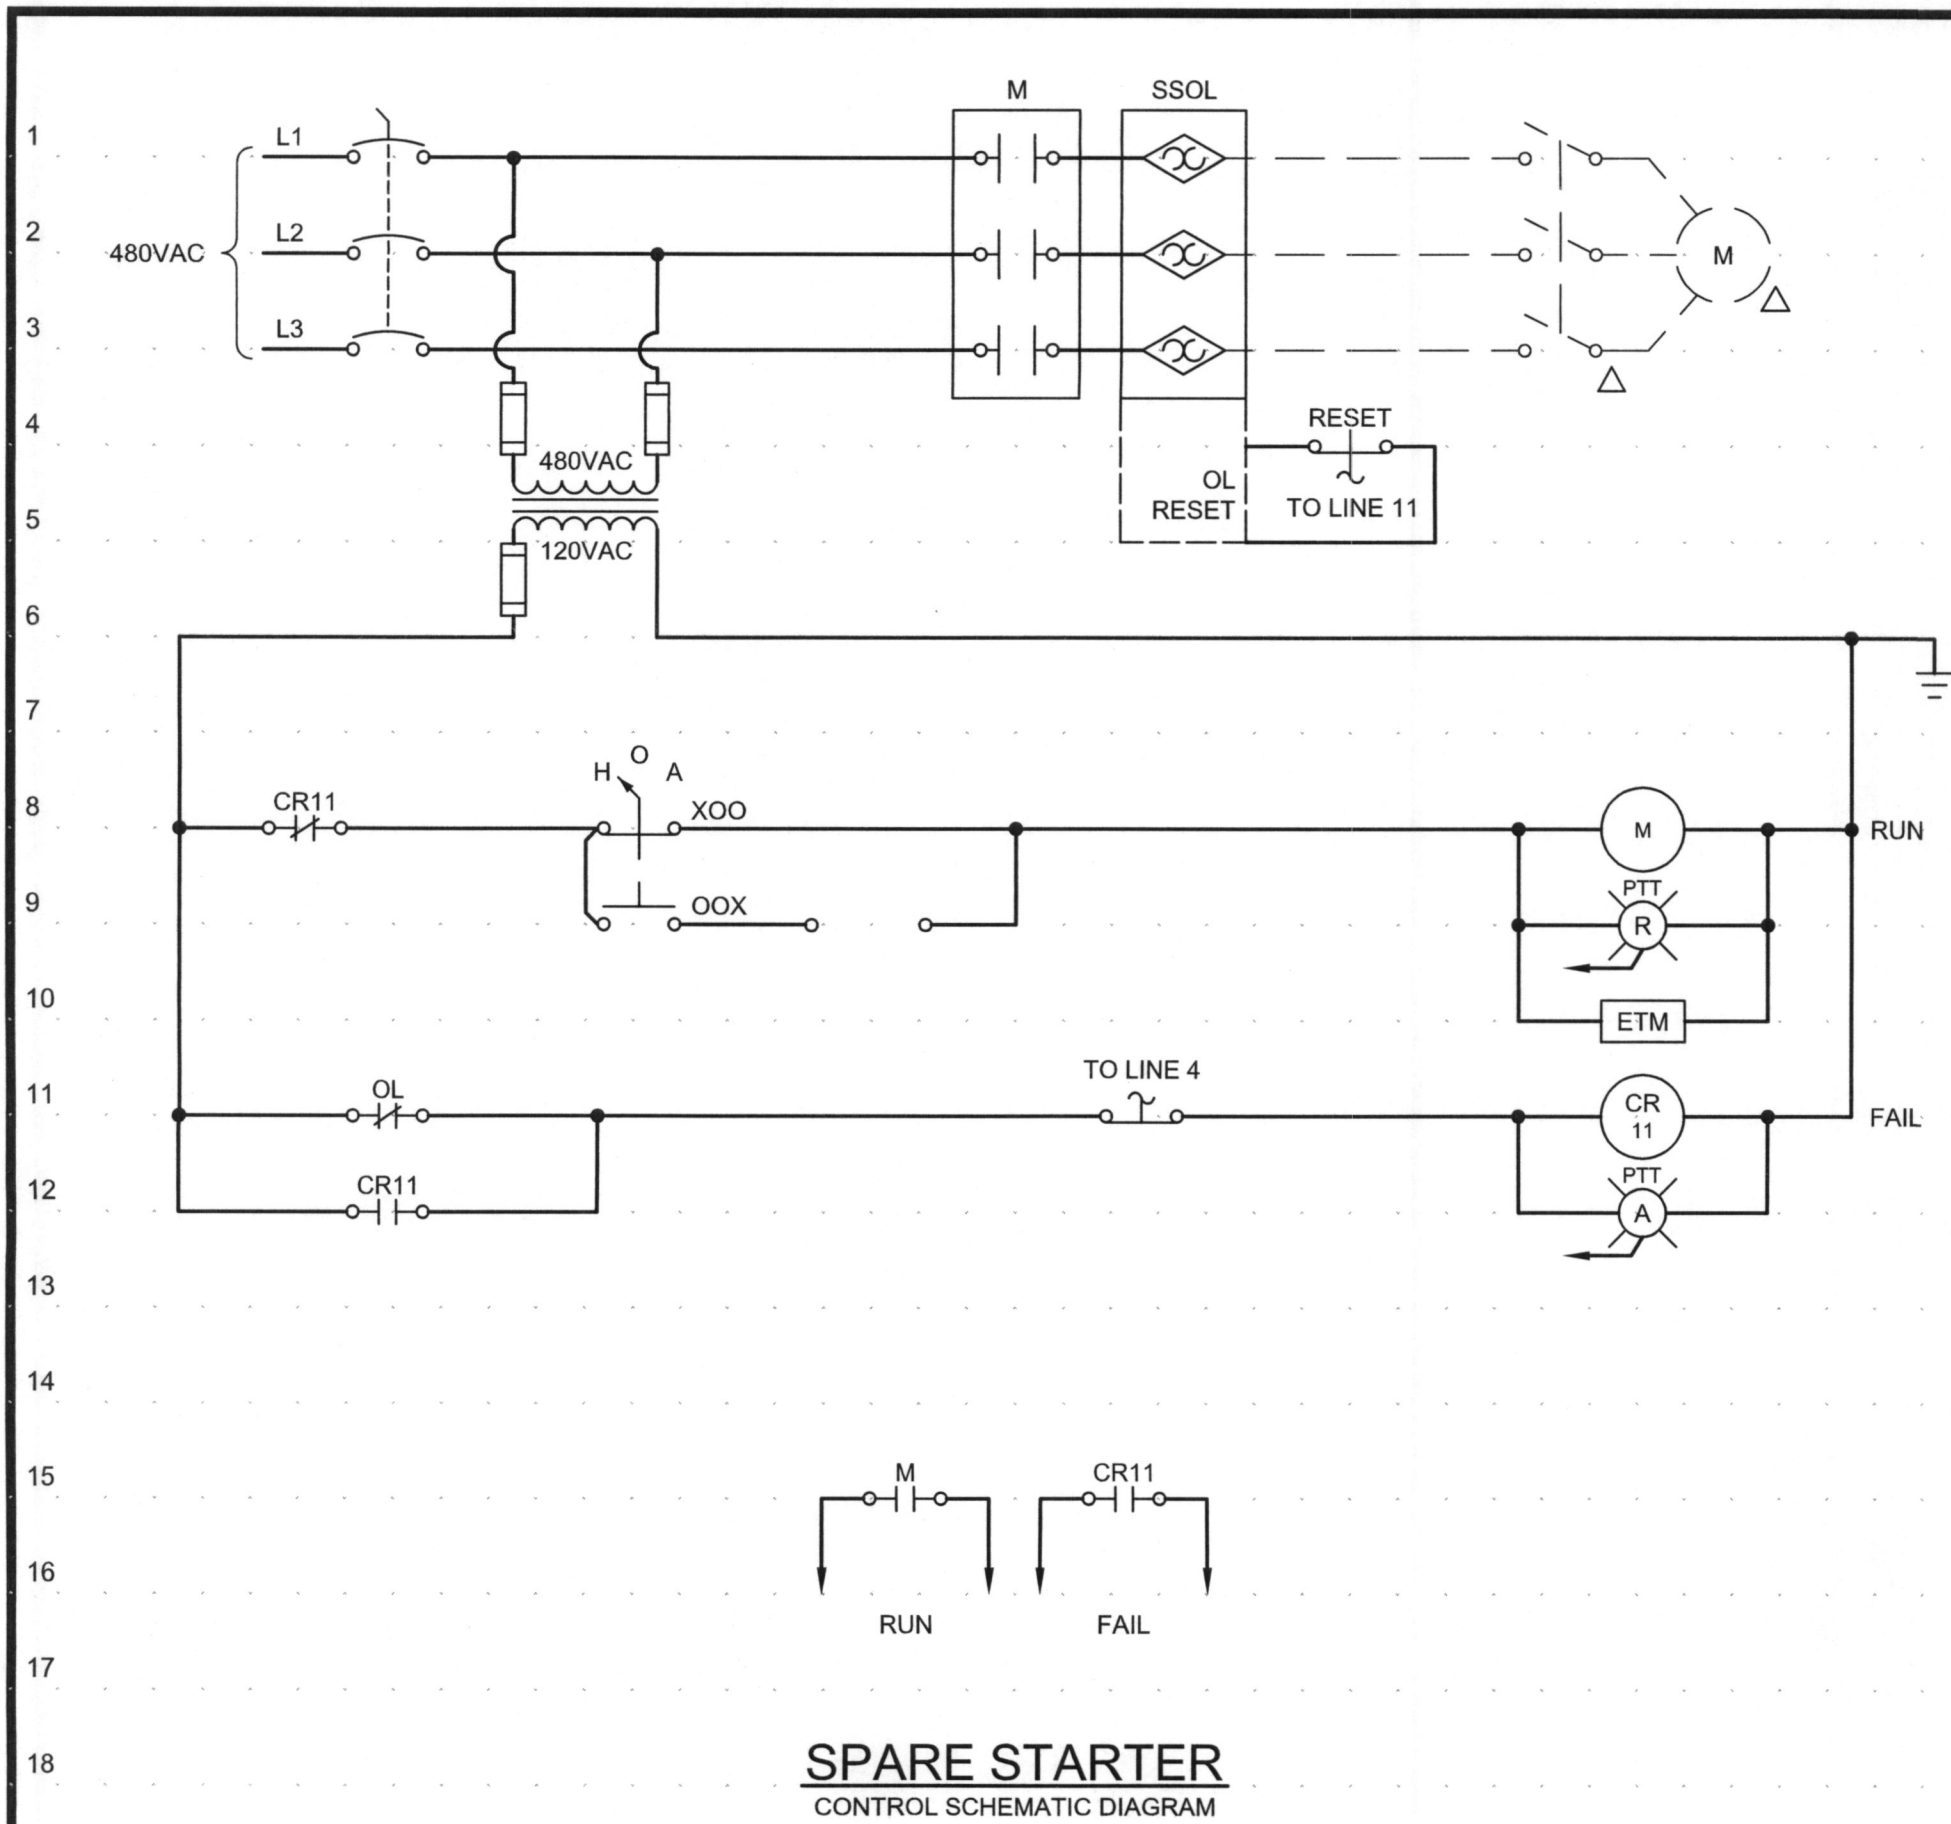 M SSOL
1
L1
2
480VAC L2
M
3
L3
4
RESET
480VAC
OL
RESET TO LINE 11
5
120VAC
6
7
H O A
8
CR11 XOO
M RUN
PTT
9
OOX
R
10
ETM
TO LINE 4
11
OL
CR
11
FAIL
12
CR11
PTT
A
13
14
15
M CR11
16
RUN FAIL
17
18
SPARE STARTER
CONTROL SCHEMATIC DIAGRAM